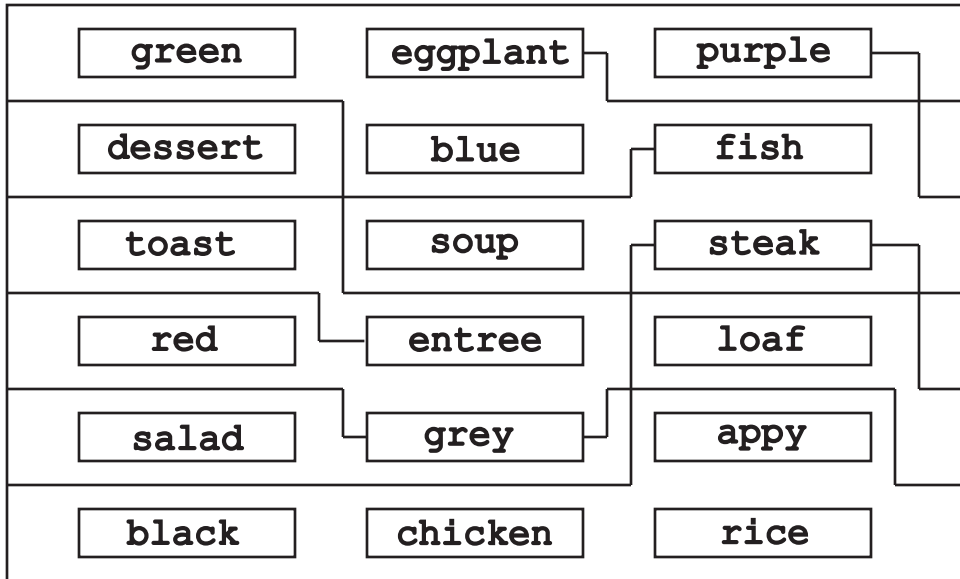 green eggplant purple
dessert blue fish
toast soup steak
red entree loaf
salad grey appy
black chicken rice